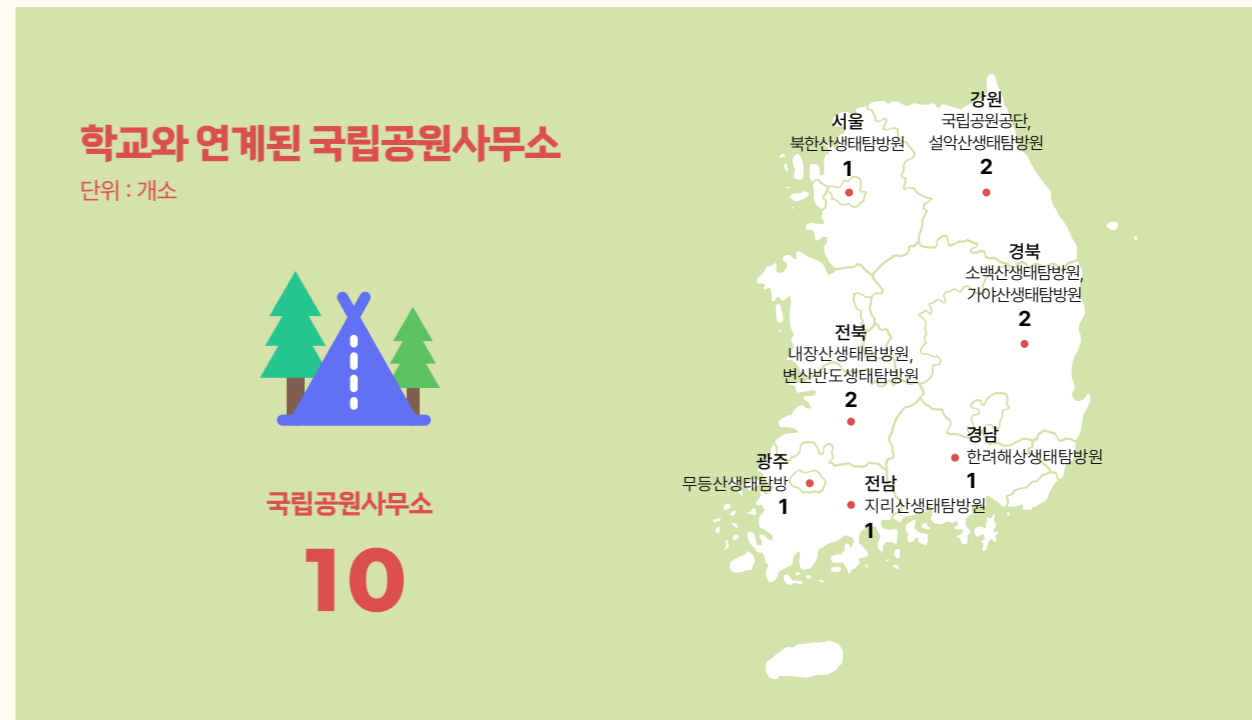 학교와 연계된 국립공원사무소
단위 : 개소
국립공원사무소
10
서울
북한산생태탐방원
1
강원
국립공원공단,
설악산생태탐방원
2
경북
소백산생태탐방원,
가야산생태탐방원
2
전북
내장산생태탐방원,
변산반도생태탐방원
2
경남
한려해상생태탐방원
1
광주
무등산생태탐방
1
전남
지리산생태탐방원
1